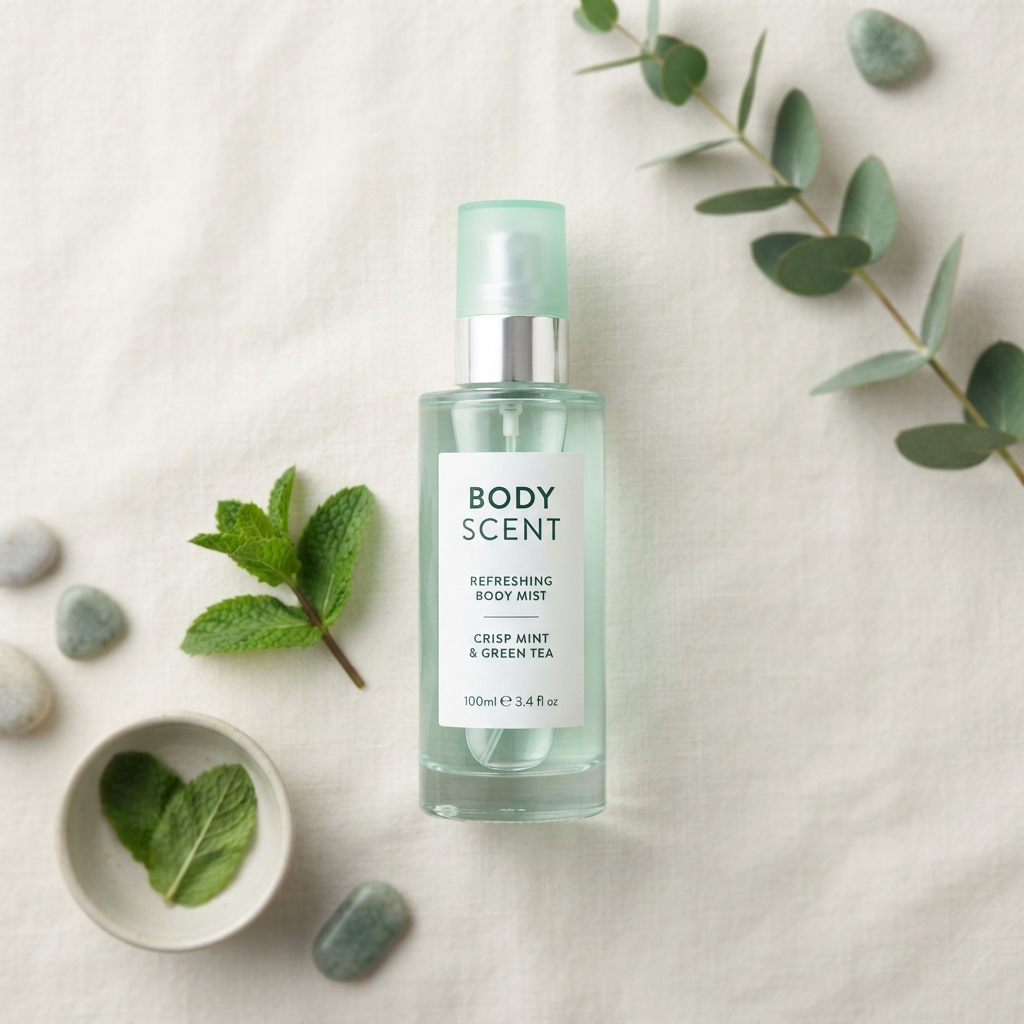 BODY
SCENT
REFRESHING
BODY MIST
CRISP MINT
& GREEN TEA
100ml ℮ 3.4 fl oz